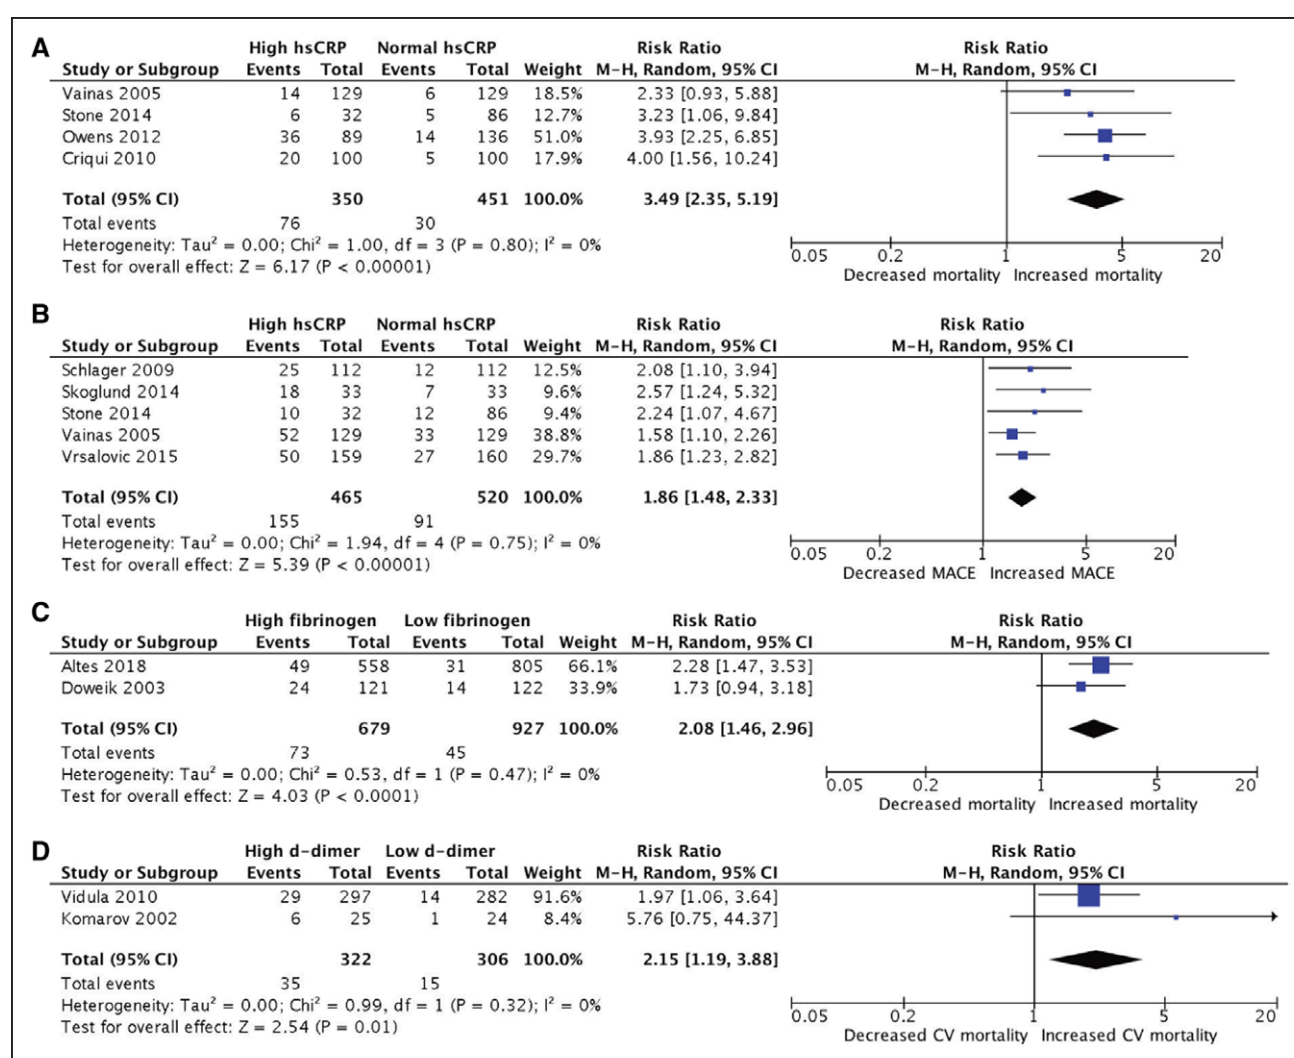 A
High hsCRP Normal hsCRP Risk Ratio Risk Ratio
Study or Subgroup Events Total Events Total Weight M-H, Random, 95% CI M-H, Random, 95% CI
Vainas 2005 14 129 6 129 18.5% 2.33 [0.93, 5.88]
Stone 2014 6 32 5 86 12.7% 3.23 [1.06, 9.84]
Owens 2012 36 89 14 136 51.0% 3.93 [2.25, 6.85]
Criqui 2010 20 100 5 100 17.9% 4.00 [1.56, 10.24]
Total (95% CI) 350 451 100.0% 3.49 [2.35, 5.19]
Total events 76 30
Heterogeneity: Tau² = 0.00; Chi² = 1.00, df = 3 (P = 0.80); I² = 0%
Test for overall effect: Z = 6.17 (P < 0.00001)
0.05 0.2 1 5 20
Decreased mortality Increased mortality
B
High hsCRP Normal hsCRP Risk Ratio Risk Ratio
Study or Subgroup Events Total Events Total Weight M-H, Random, 95% CI M-H, Random, 95% CI
Schlager 2009 25 112 12 112 12.5% 2.08 [1.10, 3.94]
Skoglund 2014 18 33 7 33 9.6% 2.57 [1.24, 5.32]
Stone 2014 10 32 12 86 9.4% 2.24 [1.07, 4.67]
Vainas 2005 52 129 33 129 38.8% 1.58 [1.10, 2.26]
Vrsalovic 2015 50 159 27 160 29.7% 1.86 [1.23, 2.82]
Total (95% CI) 465 520 100.0% 1.86 [1.48, 2.33]
Total events 155 91
Heterogeneity: Tau² = 0.00; Chi² = 1.94, df = 4 (P = 0.75); I² = 0%
Test for overall effect: Z = 5.39 (P < 0.00001)
0.05 0.2 1 5 20
Decreased MACE Increased MACE
C
High fibrinogen Low fibrinogen Risk Ratio Risk Ratio
Study or Subgroup Events Total Events Total Weight M-H, Random, 95% CI M-H, Random, 95% CI
Altes 2018 49 558 31 805 66.1% 2.28 [1.47, 3.53]
Doweik 2003 24 121 14 122 33.9% 1.73 [0.94, 3.18]
Total (95% CI) 679 927 100.0% 2.08 [1.46, 2.96]
Total events 73 45
Heterogeneity: Tau² = 0.00; Chi² = 0.53, df = 1 (P = 0.47); I² = 0%
Test for overall effect: Z = 4.03 (P < 0.0001)
0.05 0.2 1 5 20
Decreased mortality Increased mortality
D
High d-dimer Low d-dimer Risk Ratio Risk Ratio
Study or Subgroup Events Total Events Total Weight M-H, Random, 95% CI M-H, Random, 95% CI
Vidula 2010 29 297 14 282 91.6% 1.97 [1.06, 3.64]
Komarov 2002 6 25 1 24 8.4% 5.76 [0.75, 44.37]
Total (95% CI) 322 306 100.0% 2.15 [1.19, 3.88]
Total events 35 15
Heterogeneity: Tau² = 0.00; Chi² = 0.99, df = 1 (P = 0.32); I² = 0%
Test for overall effect: Z = 2.54 (P = 0.01)
0.05 0.2 1 5 20
Decreased CV mortality Increased CV mortality